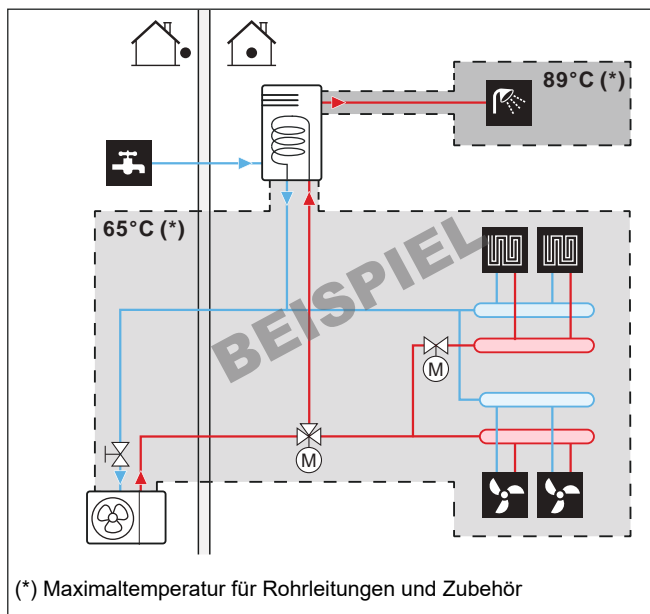 89°C (*)
65°C (*)
BEISPIEL
M
M
(*) Maximaltemperatur für Rohrleitungen und Zubehör